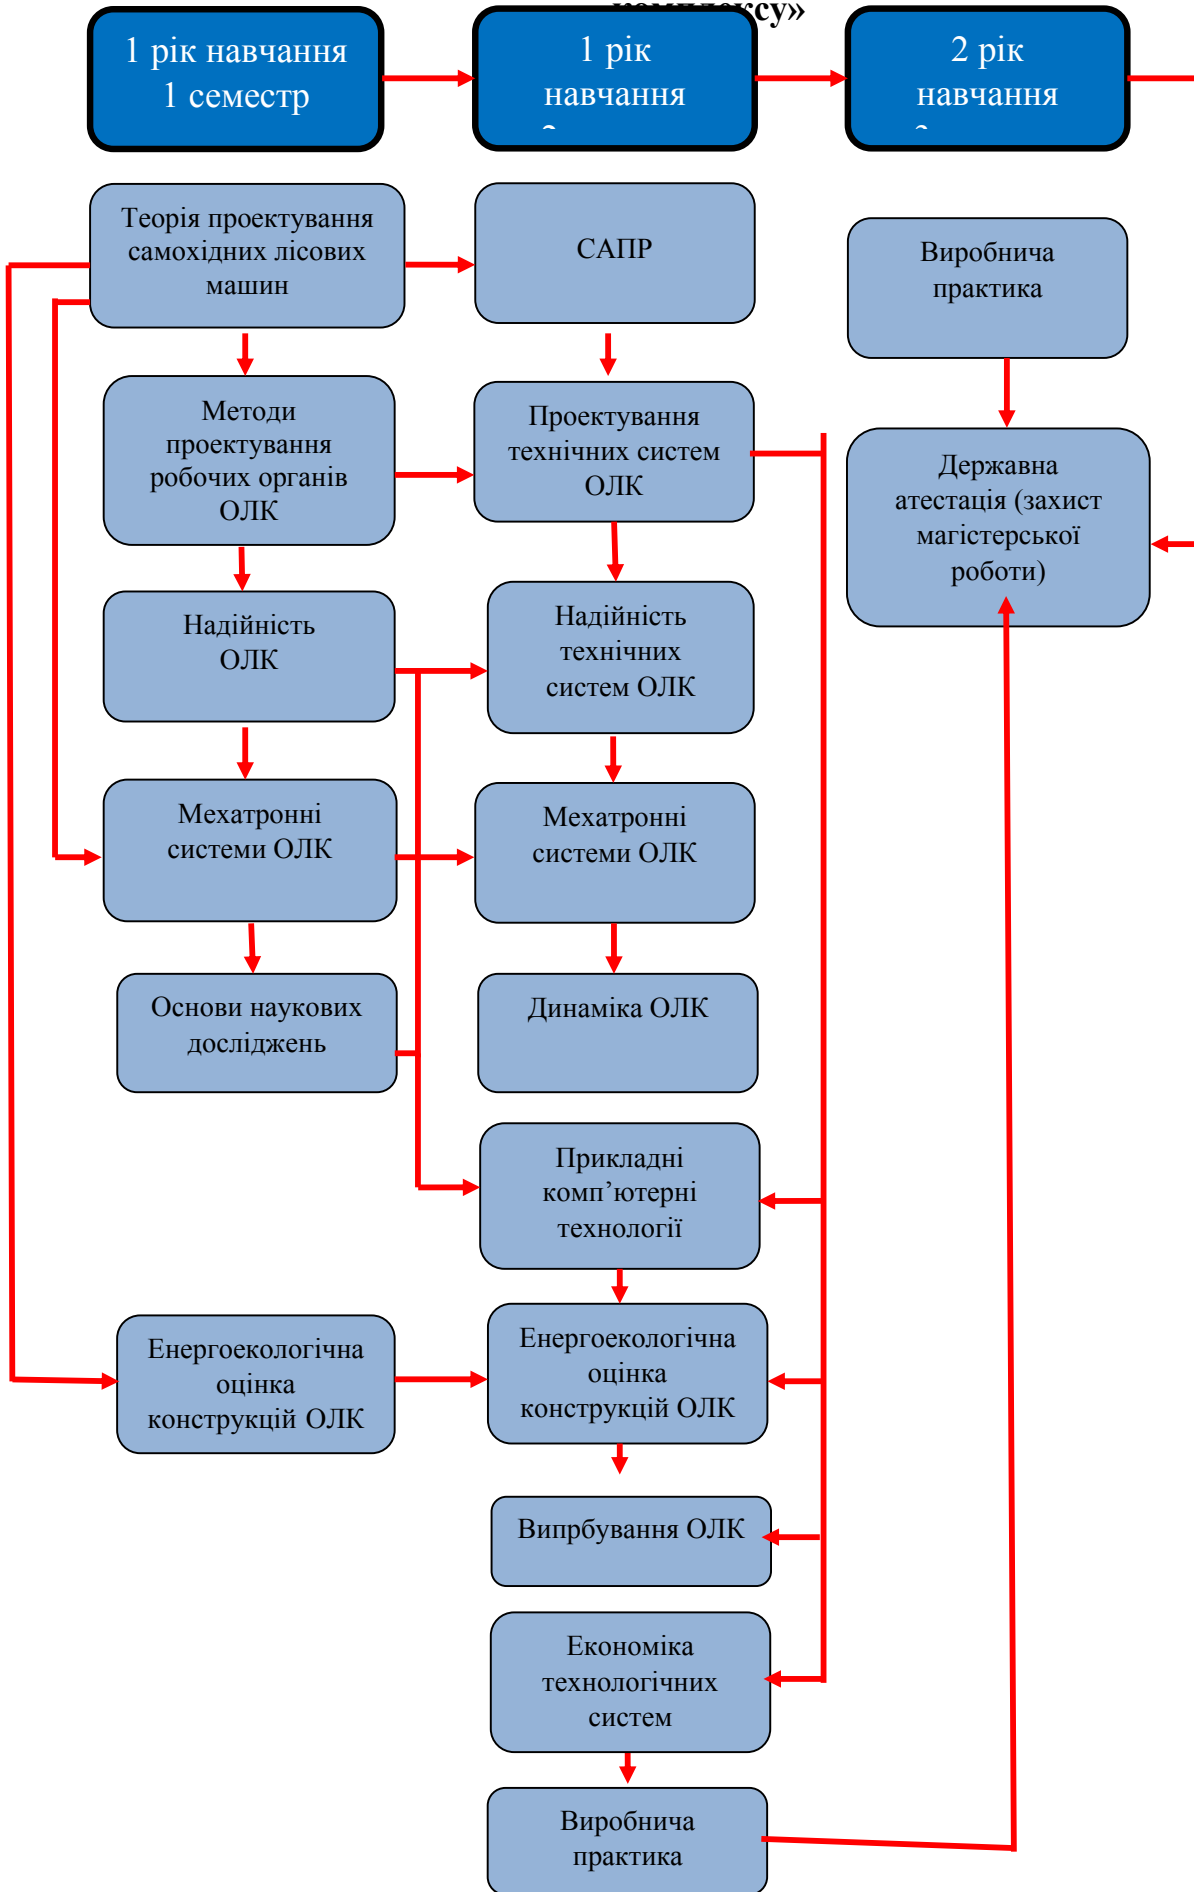 комплексу»
1 рік навчання
1 семестр
1 рік
навчання
2 рік
навчання
Теорія проектування
самохідних лісових
машин
САПР
Виробнича
практика
Методи
проектування
робочих органів
ОЛК
Проектування
технічних систем
ОЛК
Державна
атестація (захист
магістерської
роботи)
Надійність
ОЛК
Надійність
технічних
систем ОЛК
Мехатронні
системи ОЛК
Мехатронні
системи ОЛК
Основи наукових
досліджень
Динаміка ОЛК
Прикладні
комп’ютерні
технології
Енергоекологічна
оцінка
конструкцій ОЛК
Енергоекологічна
оцінка
конструкцій ОЛК
Випрбування ОЛК
Економіка
технологічних
систем
Виробнича
практика